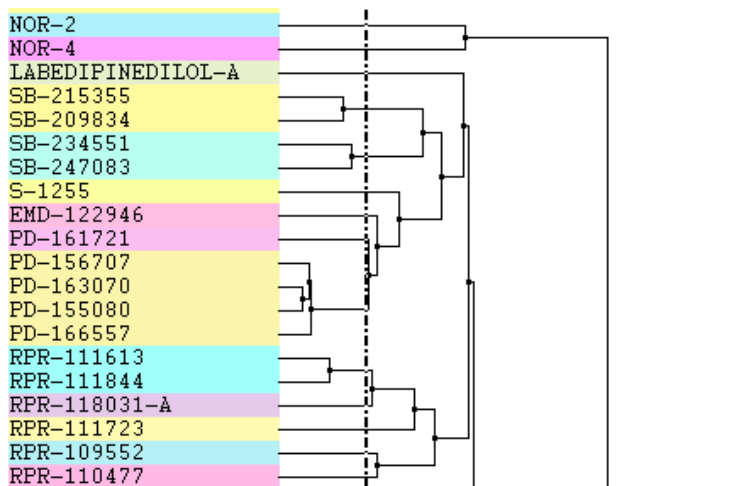 NOR-2
NOR-4
LABEDIPINEDILOL-A
SB-215355
SB-209834
SB-234551
SB-247083
S-1255
EMD-122946
PD-161721
PD-156707
PD-163070
PD-155080
PD-166557
RPR-111613
RPR-111844
RPR-118031-A
RPR-111723
RPR-109552
RPR-110477